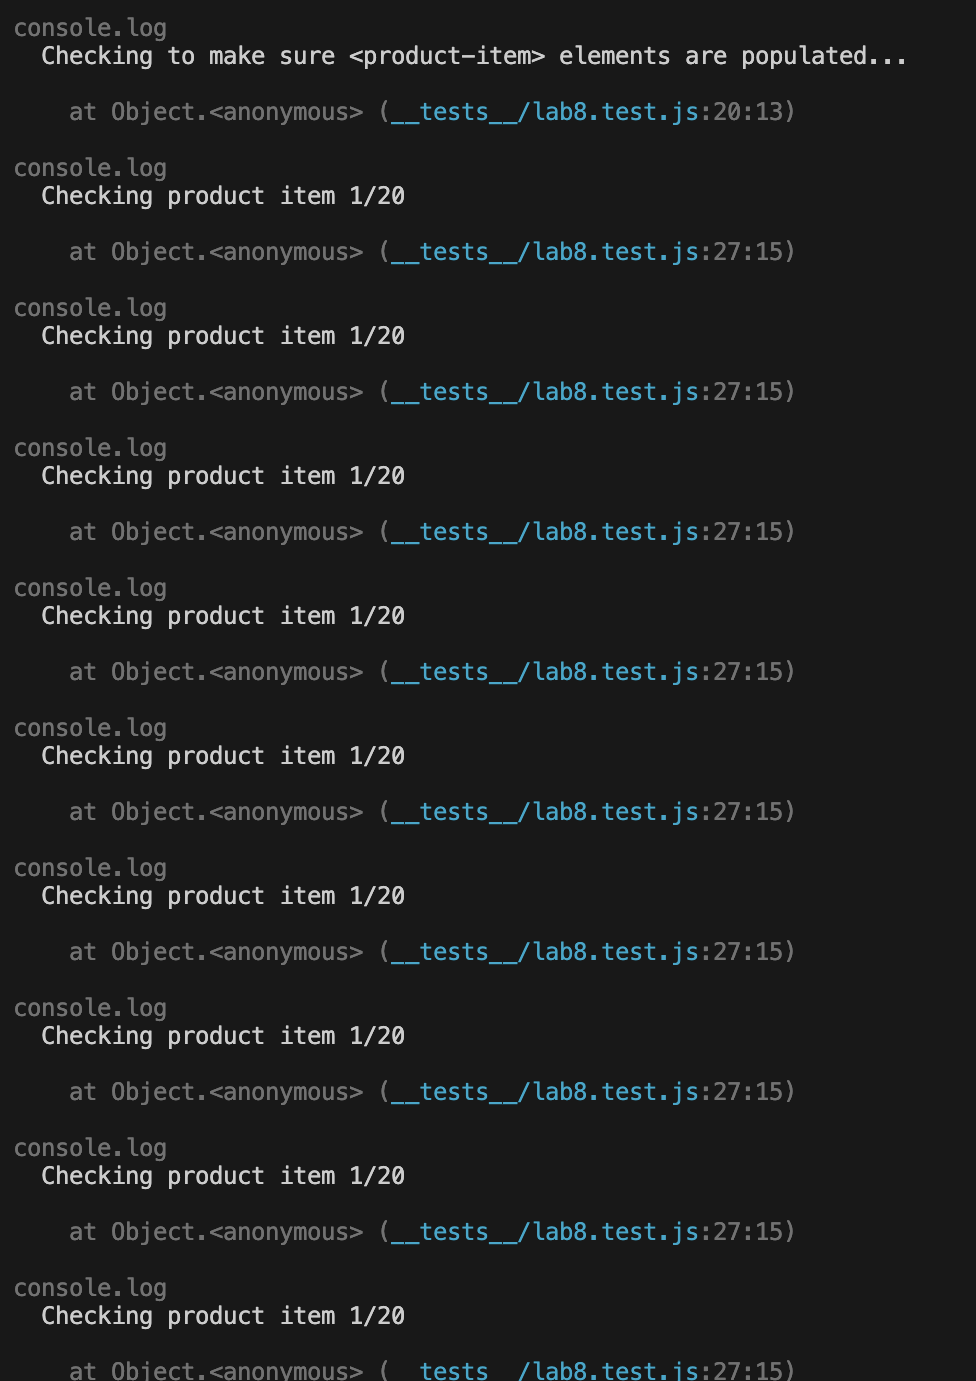 console.log
Checking to make sure <product-item> elements are populated...
at Object.<anonymous> (__tests__/lab8.test.js:20:13)
console.log
Checking product item 1/20
at Object.<anonymous> (__tests__/lab8.test.js:27:15)
console.log
Checking product item 1/20
at Object.<anonymous> (__tests__/lab8.test.js:27:15)
console.log
Checking product item 1/20
at Object.<anonymous> (__tests__/lab8.test.js:27:15)
console.log
Checking product item 1/20
at Object.<anonymous> (__tests__/lab8.test.js:27:15)
console.log
Checking product item 1/20
at Object.<anonymous> (__tests__/lab8.test.js:27:15)
console.log
Checking product item 1/20
at Object.<anonymous> (__tests__/lab8.test.js:27:15)
console.log
Checking product item 1/20
at Object.<anonymous> (__tests__/lab8.test.js:27:15)
console.log
Checking product item 1/20
at Object.<anonymous> (__tests__/lab8.test.js:27:15)
console.log
Checking product item 1/20
at Object.<anonymous> (__tests__/lab8.test.js:27:15)